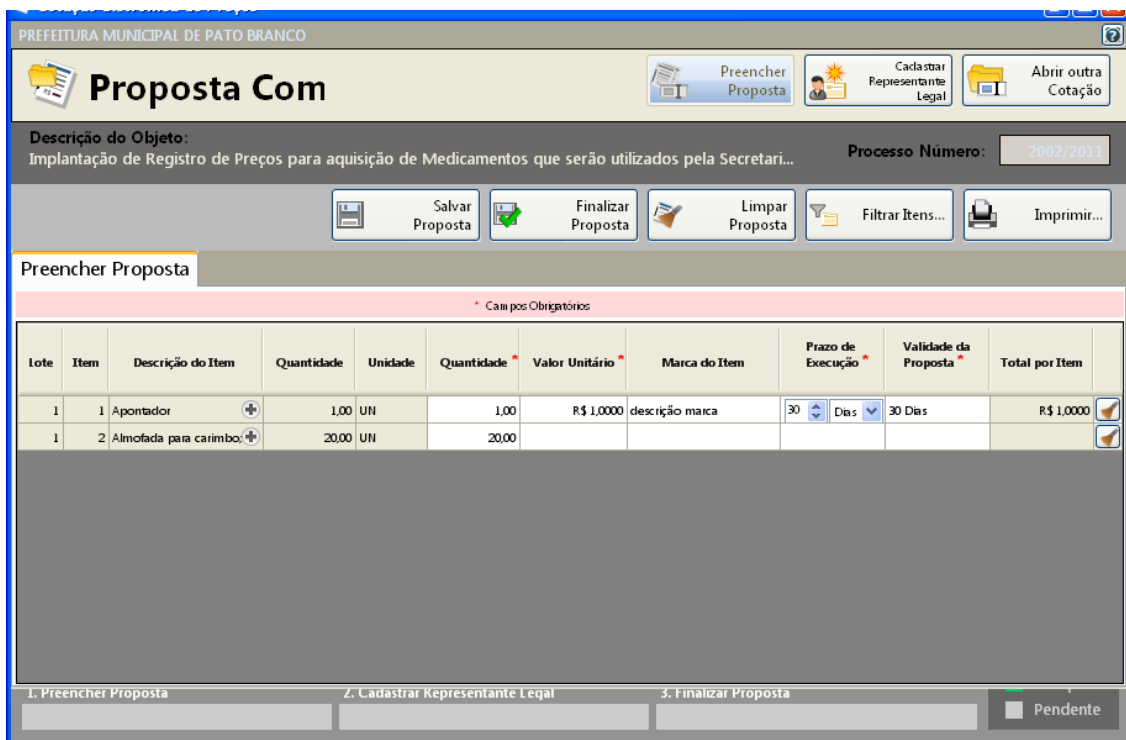 PREFEITURA MUNICIPAL DE PATO BRANCO
Proposta Com
Preencher Proposta
Cadastrar Representante Legal
Abrir outra Cotação
Descrição do Objeto:
Implantação de Registro de Preços para aquisição de Medicamentos que serão utilizados pela Secretari...
Processo Número:
2002/2011
Salvar Proposta
Finalizar Proposta
Limpar Proposta
Filtrar Itens...
Imprimir...
Preencher Proposta
* Campos Obrigatórios
Lote Item Descrição do Item Quantidade Unidade Quantidade * Valor Unitário * Marca do Item Prazo de Execução * Validade da Proposta * Total por Item
1 1 Apontador 1,00 UN 1,00 R$ 1,0000 descrição marca 30 Dias 30 Dias R$ 1,0000
1 2 Almofada para carimbo; 20,00 UN 20,00
1. Preencher Proposta 2. Cadastrar Representante Legal 3. Finalizar Proposta
Pendente